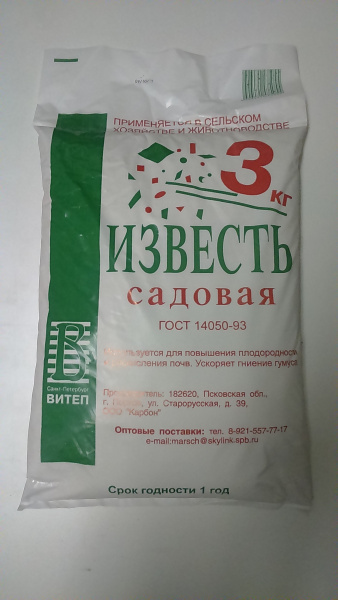 ПРИМЕНЯЕТСЯ В СЕЛЬСКОМ
ХОЗЯЙСТВЕ И ЖИВОТНОВОДСТВЕ
3 КГ
ИЗВЕСТЬ
садовая
ГОСТ 14050-93
для повышения плодородности
почв. Ускоряет гниение гумуса
182620, Псковская обл.,
г. ул. Старорусская, д. 39,
ООО "Карбон"
Оптовые поставки: тел. 8-921-557-77-17
e-mail:marsch@skylink.spb.ru
Санкт-Петербург
ВИТЕП
Срок годности 1 год